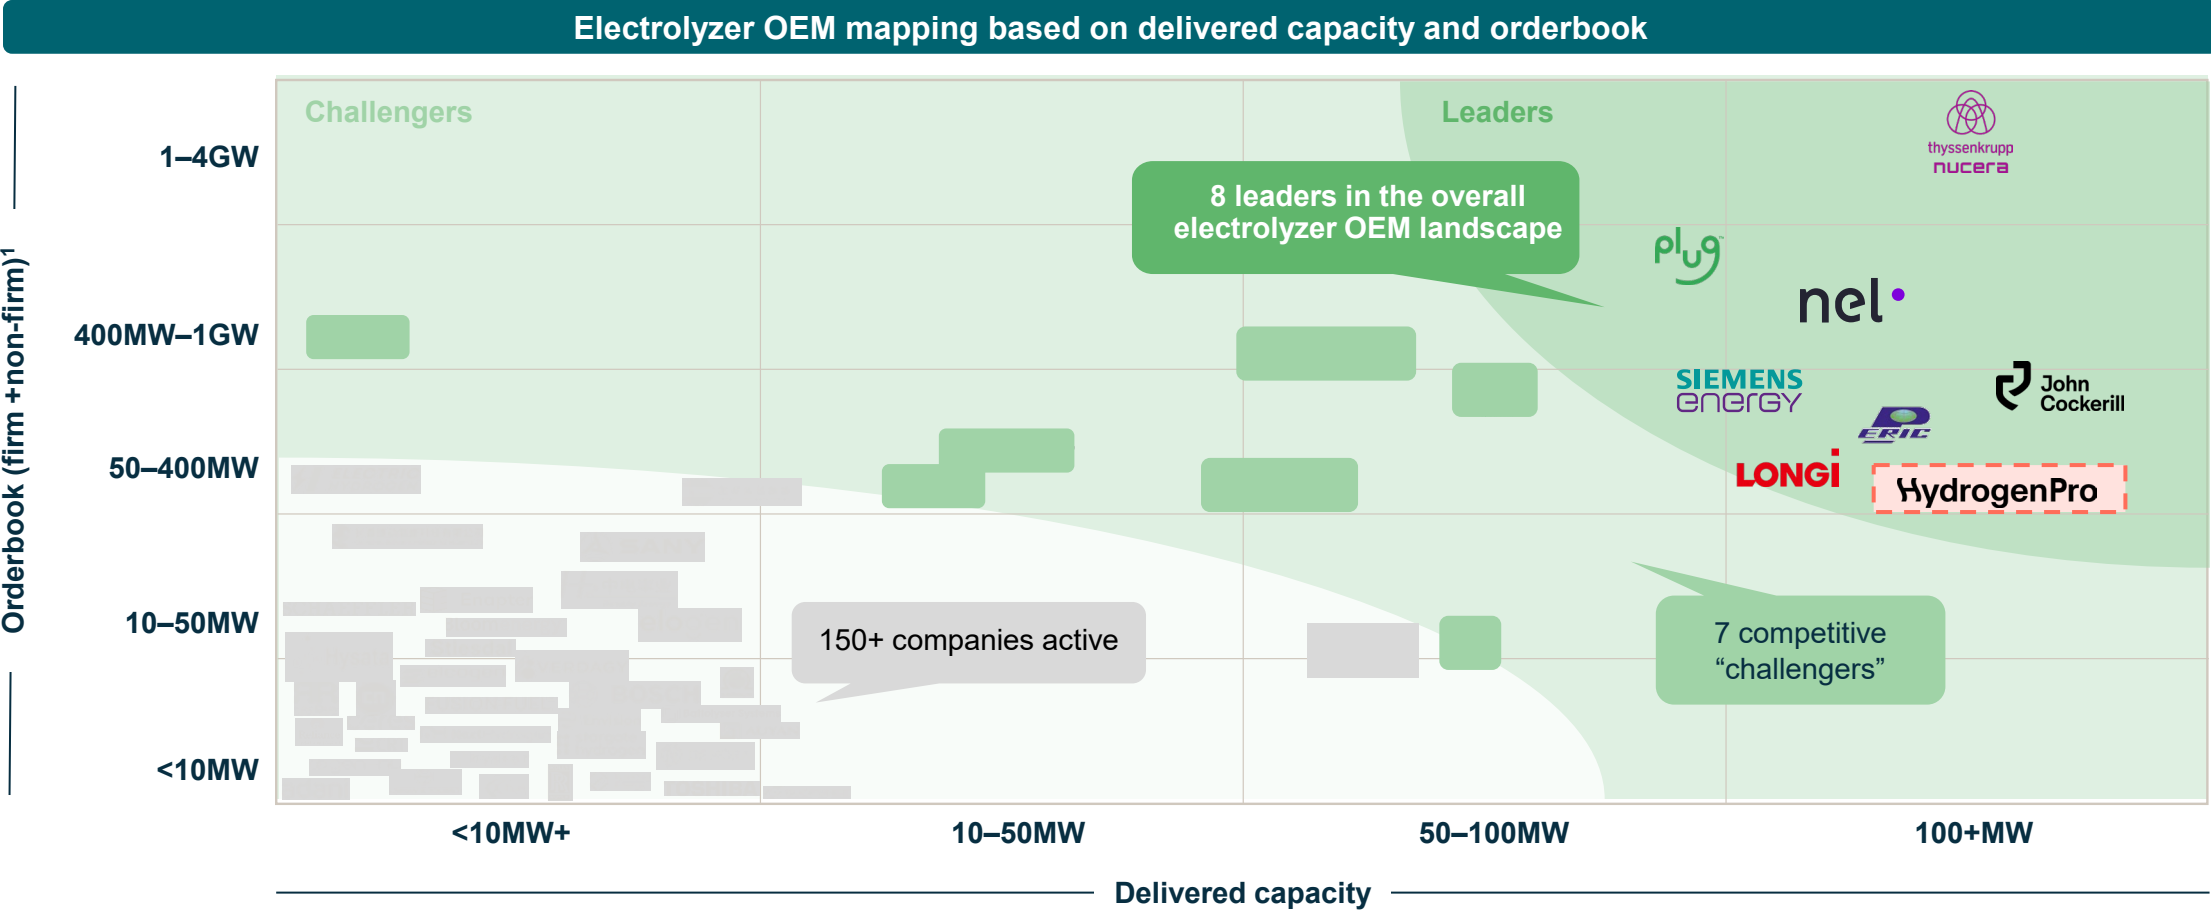 Electrolyzer OEM mapping based on delivered capacity and orderbook
Challengers
Leaders
thyssenkrupp
nucera
8 leaders in the overall
electrolyzer OEM landscape
plug™
nel
SIEMENS
energy
John
Cockerill
PERIC
LONGi
HydrogenPro
150+ companies active
7 competitive
“challengers”
Orderbook (firm +non-firm)¹
1–4GW
400MW–1GW
50–400MW
10–50MW
<10MW
<10MW+
10–50MW
50–100MW
100+MW
Delivered capacity